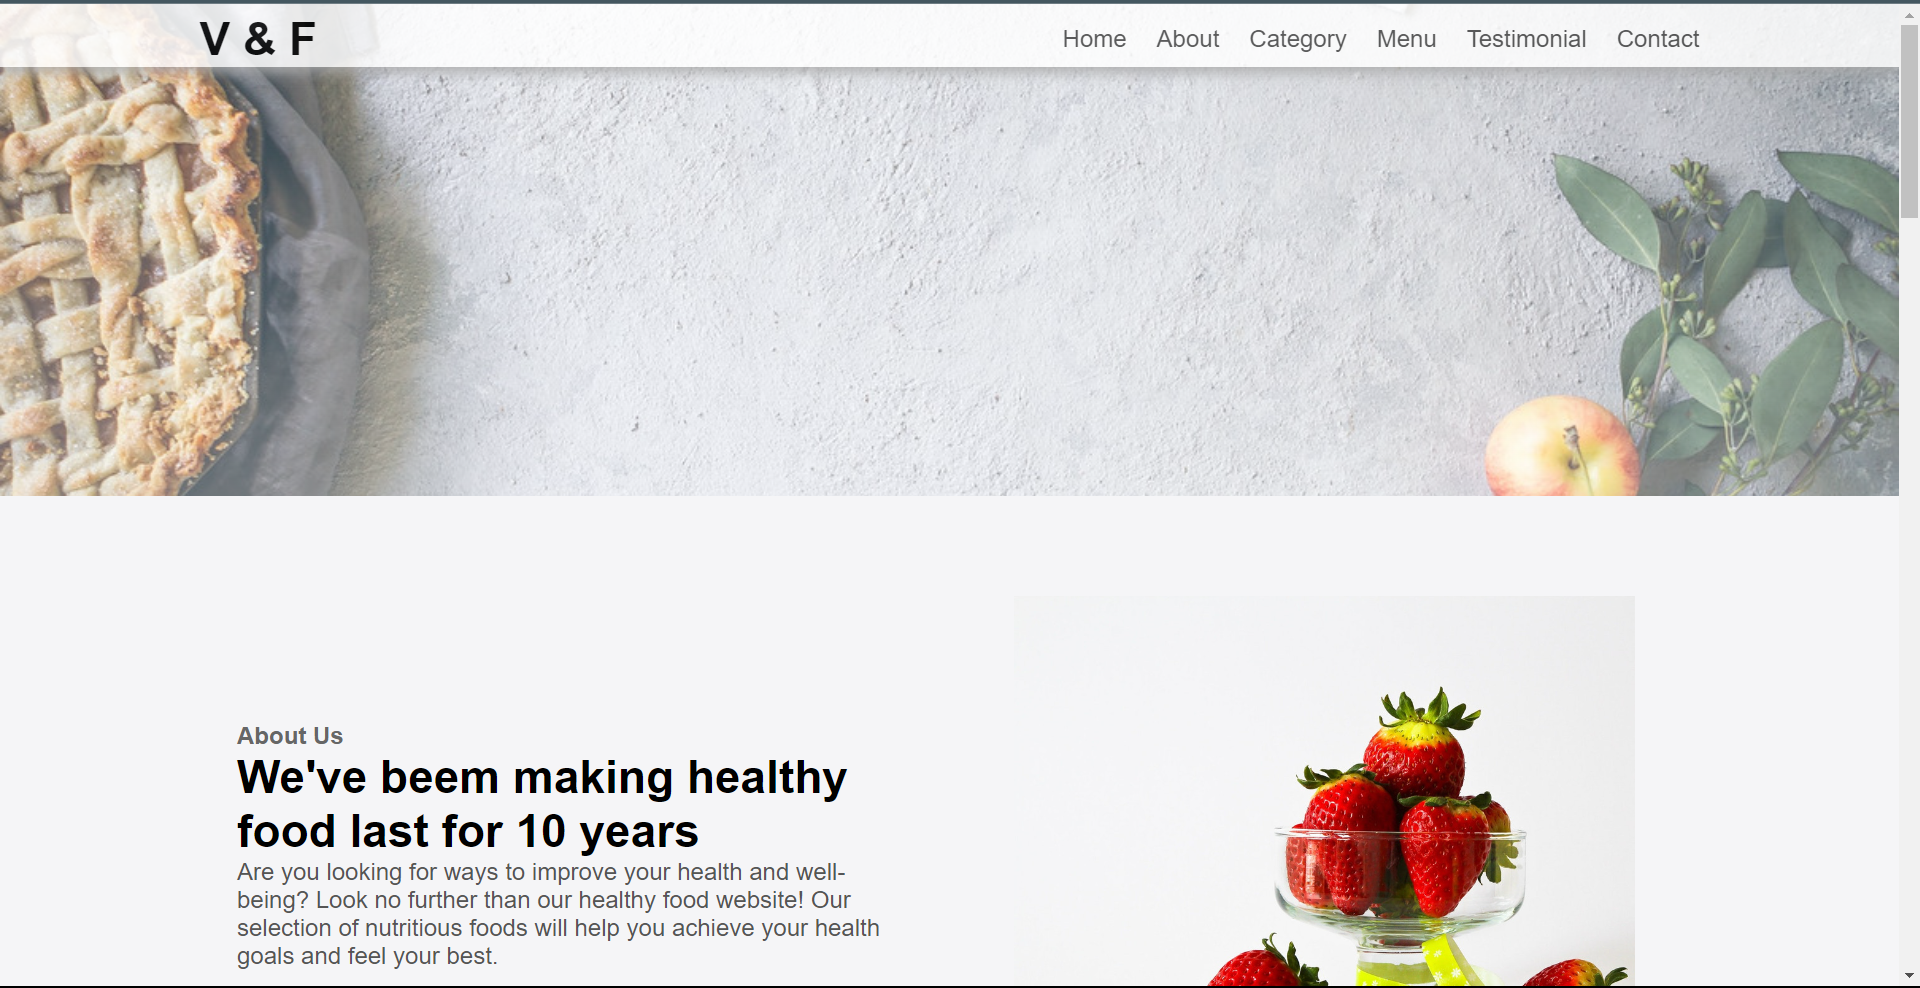 V & F
Home About Category Menu Testimonial Contact
About Us
We've beem making healthy
food last for 10 years
Are you looking for ways to improve your health and well-
being? Look no further than our healthy food website! Our
selection of nutritious foods will help you achieve your health
goals and feel your best.